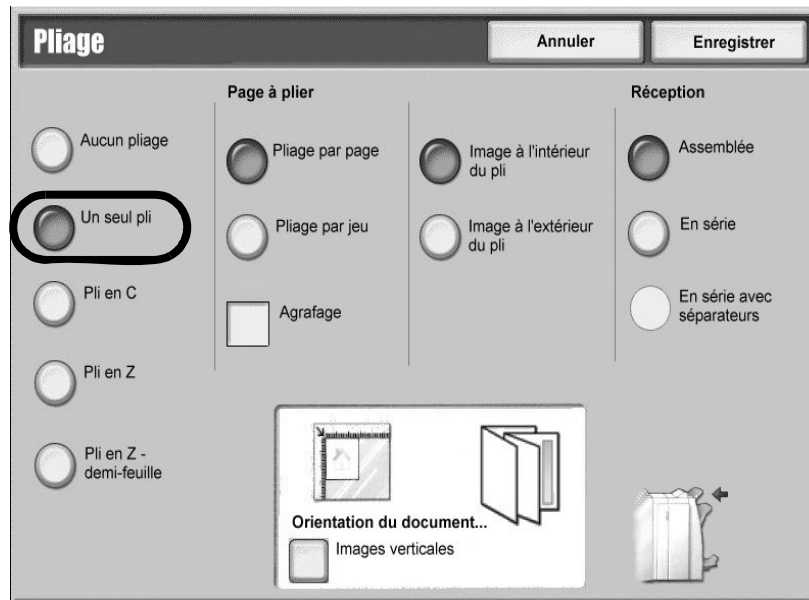 Pliage
Annuler
Enregistrer
Aucun pliage
Un seul pli
Pli en C
Pli en Z
Pli en Z -
demi-feuille
Page à plier
Pliage par page
Pliage par jeu
Agrafage
Image à l'intérieur
du pli
Image à l'extérieur
du pli
Réception
Assemblée
En série
En série avec
séparateurs
Orientation du document...
Images verticales